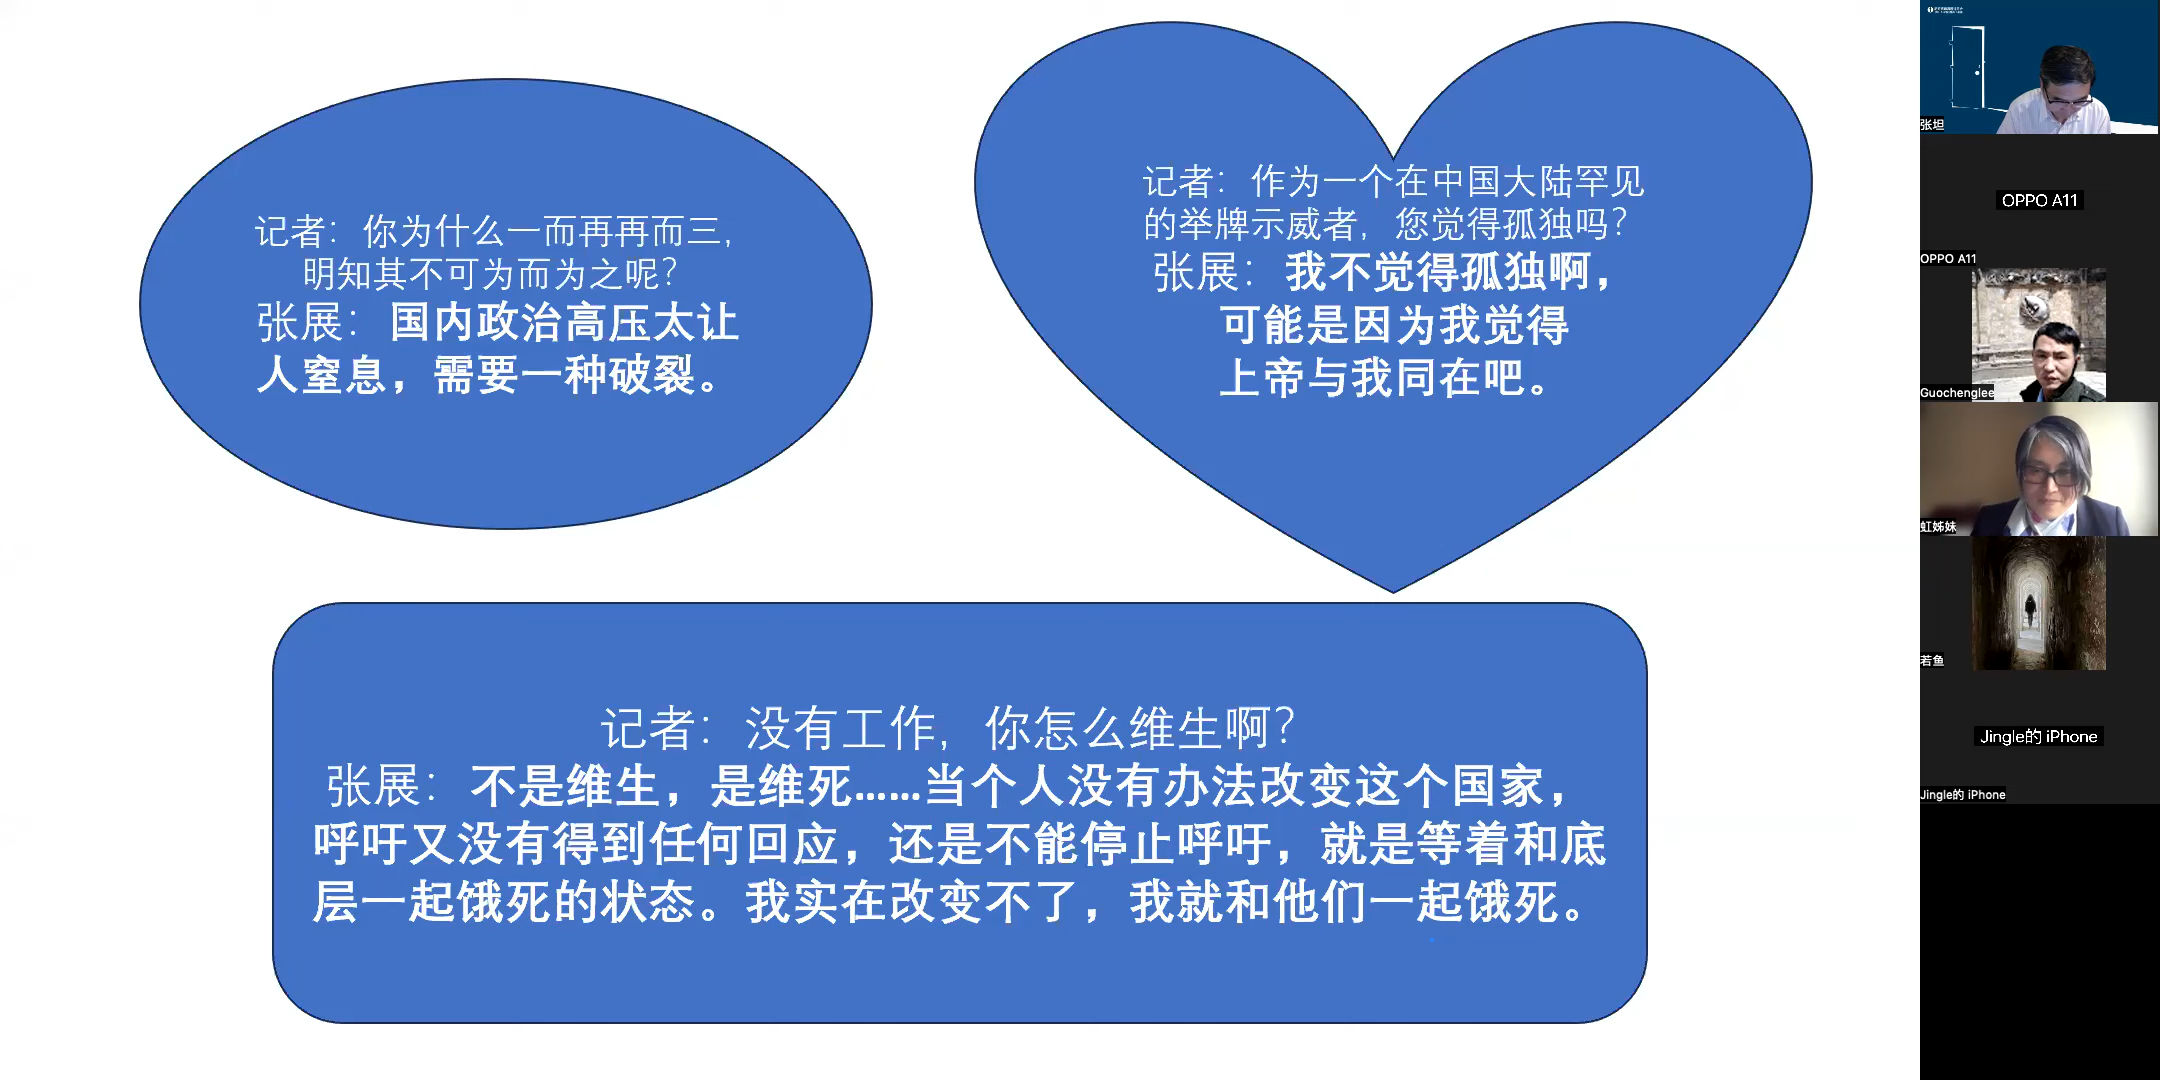 记者：你为什么一而再再而三，
明知其不可为而为之呢？
张展：国内政治高压太让
人窒息，需要一种破裂。
记者：作为一个在中国大陆罕见
的举牌示威者，您觉得孤独吗？
张展：我不觉得孤独啊，
可能是因为我觉得
上帝与我同在吧。
记者：没有工作，你怎么维生啊？
张展：不是维生，是维死……当个人没有办法改变这个国家，
呼吁又没有得到任何回应，还是不能停止呼吁，就是等着和底
层一起饿死的状态。我实在改变不了，我就和他们一起饿死。
张坦
OPPO A11
OPPO A11
Guochenglee
虹姊妹
若鱼
Jingle的 iPhone
Jingle的 iPhone